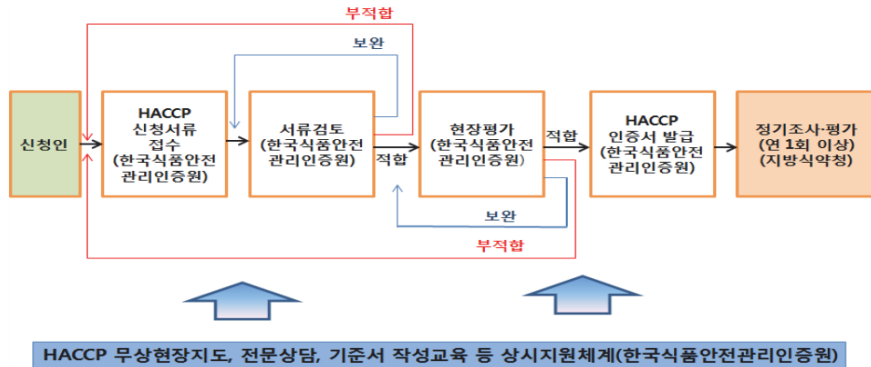 부적합
보완
신청인
HACCP
신청서류
접수
(한국식품안전
관리인증원)
서류검토
(한국식품안전
관리인증원)
적합
현장평가
(한국식품안전
관리인증원)
적합
HACCP
인증서 발급
(한국식품안전
관리인증원)
정기조사·평가
(연 1회 이상)
(지방식약청)
보완
부적합
HACCP 무상현장지도, 전문상담, 기준서 작성교육 등 상시지원체계(한국식품안전관리인증원)